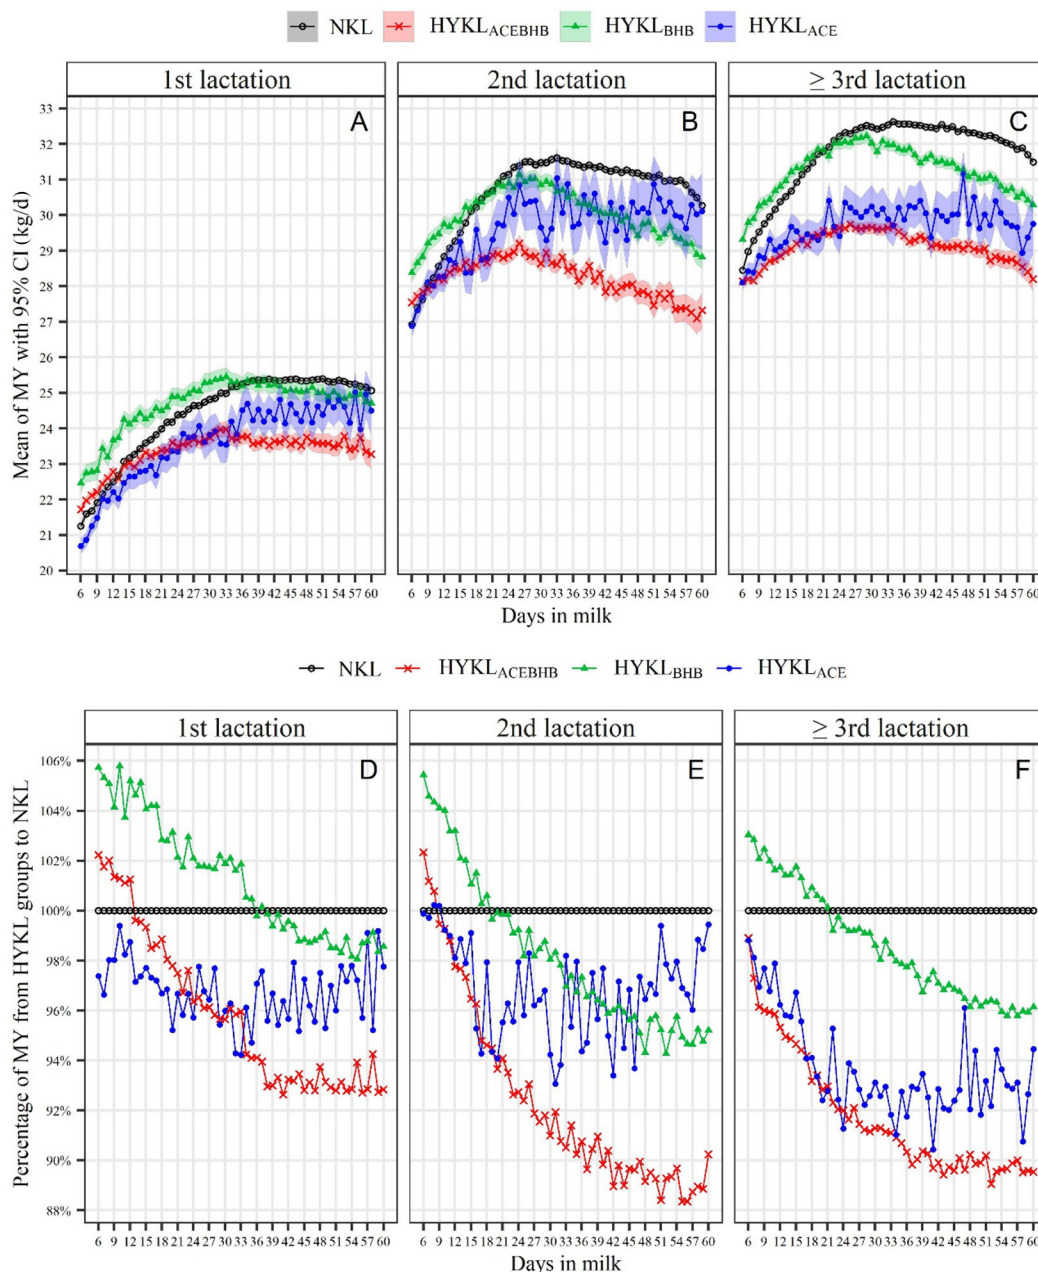 NKL HYKL_ACEBHB HYKL_BHB HYKL_ACE
1st lactation 2nd lactation ≥ 3rd lactation
A B C
Mean of MY with 95% CI (kg/d)
33
32
31
30
29
28
27
26
25
24
23
22
21
20
6 9 12 15 18 21 24 27 30 33 36 39 42 45 48 51 54 57 60 6 9 12 15 18 21 24 27 30 33 36 39 42 45 48 51 54 57 60 6 9 12 15 18 21 24 27 30 33 36 39 42 45 48 51 54 57 60
Days in milk
NKL HYKL_ACEBHB HYKL_BHB HYKL_ACE
1st lactation 2nd lactation ≥ 3rd lactation
D E F
Percentage of MY from HYKL groups to NKL
106%
104%
102%
100%
98%
96%
94%
92%
90%
88%
6 9 12 15 18 21 24 27 30 33 36 39 42 45 48 51 54 57 60 6 9 12 15 18 21 24 27 30 33 36 39 42 45 48 51 54 57 60 6 9 12 15 18 21 24 27 30 33 36 39 42 45 48 51 54 57 60
Days in milk